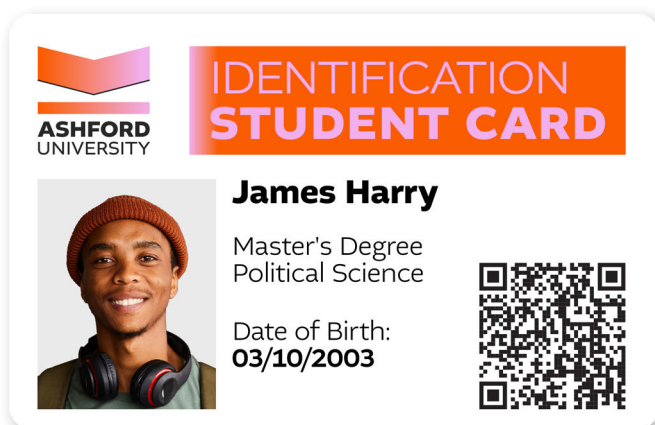 ASHFORD
UNIVERSITY
IDENTIFICATION
STUDENT CARD
James Harry
Master's Degree
Political Science
Date of Birth:
03/10/2003